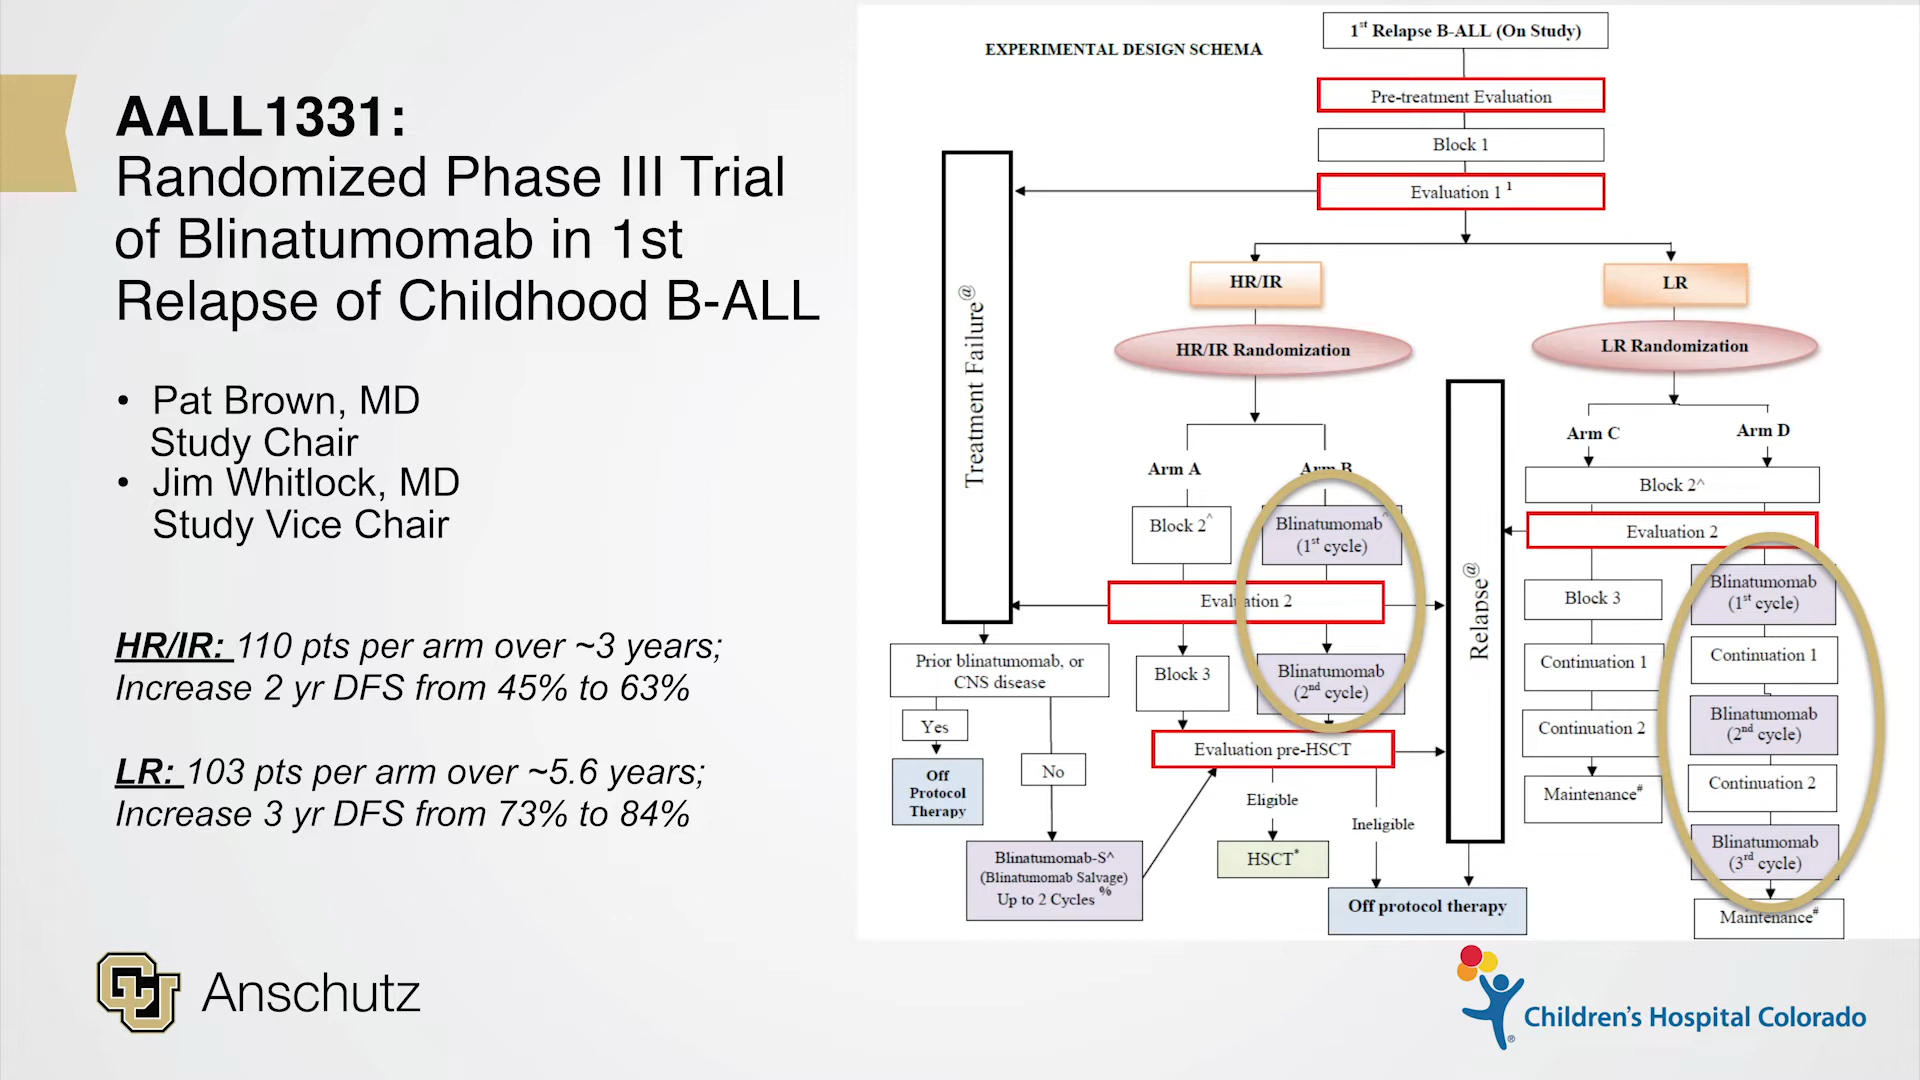 AALL1331:
Randomized Phase III Trial
of Blinatumomab in 1st
Relapse of Childhood B-ALL
• Pat Brown, MD
Study Chair
• Jim Whitlock, MD
Study Vice Chair
HR/IR: 110 pts per arm over ~3 years;
Increase 2 yr DFS from 45% to 63%
LR: 103 pts per arm over ~5.6 years;
Increase 3 yr DFS from 73% to 84%
EXPERIMENTAL DESIGN SCHEMA
1st Relapse B-ALL (On Study)
Pre-treatment Evaluation
Block 1
Evaluation 1 1
Treatment Failure@
HR/IR
HR/IR Randomization
Arm A
Arm B
Block 2^
Blinatumomab^
(1st cycle)
Evaluation 2
Block 3
Blinatumomab
(2nd cycle)
Evaluation pre-HSCT
Prior blinatumomab, or
CNS disease
Yes
No
Off
Protocol
Therapy
Blinatumomab-S^
(Blinatumomab Salvage)
Up to 2 Cycles %
Eligible
Ineligible
HSCT*
Off protocol therapy
Relapse@
LR
LR Randomization
Arm C
Arm D
Block 2^
Evaluation 2
Block 3
Continuation 1
Continuation 2
Maintenance#
Blinatumomab
(1st cycle)
Continuation 1
Blinatumomab
(2nd cycle)
Continuation 2
Blinatumomab
(3rd cycle)
Maintenance#
CU Anschutz
Children's Hospital Colorado
®